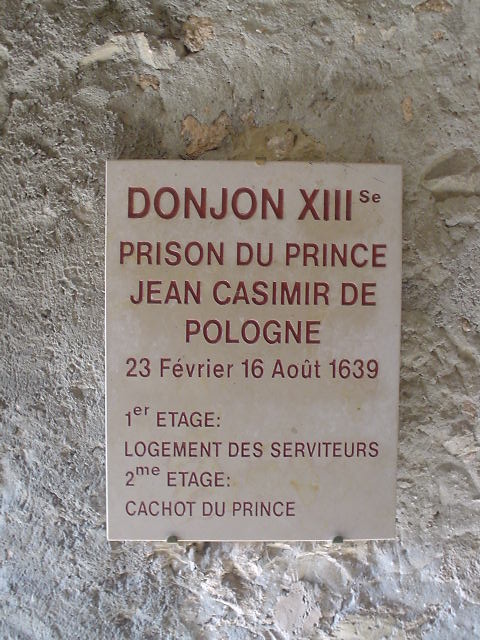 DONJON XIII Se
PRISON DU PRINCE
JEAN CASIMIR DE
POLOGNE
23 Février 16 Août 1639
1er ETAGE:
LOGEMENT DES SERVITEURS
2me ETAGE:
CACHOT DU PRINCE